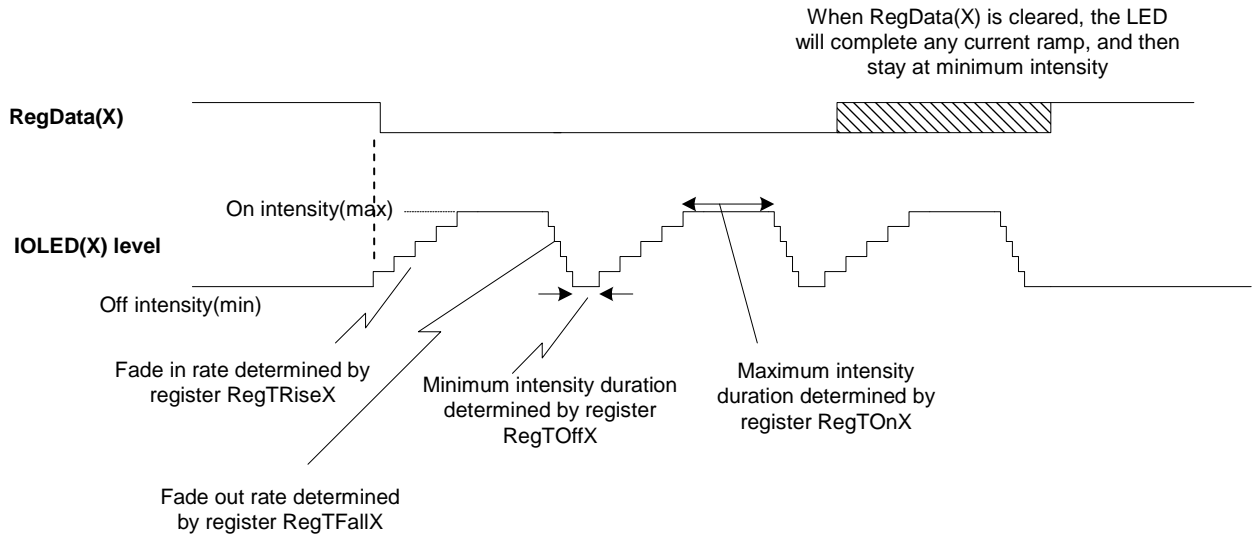 When RegData(X) is cleared, the LED
will complete any current ramp, and then
stay at minimum intensity
RegData(X)
On intensity(max)
IOLED(X) level
Off intensity(min)
Fade in rate determined by
register RegTRiseX
Minimum intensity duration
determined by register
RegTOffX
Maximum intensity
duration determined by
register RegTOnX
Fade out rate determined
by register RegTFallX